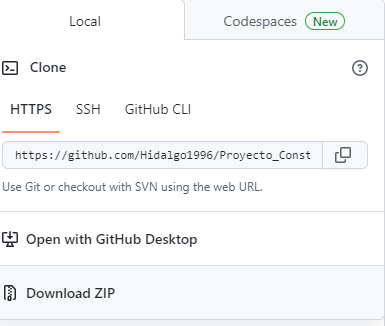 Local
Codespaces New
Clone
HTTPS SSH GitHub CLI
https://github.com/Hidalgo1996/Proyecto_Const
Use Git or checkout with SVN using the web URL.
Open with GitHub Desktop
Download ZIP